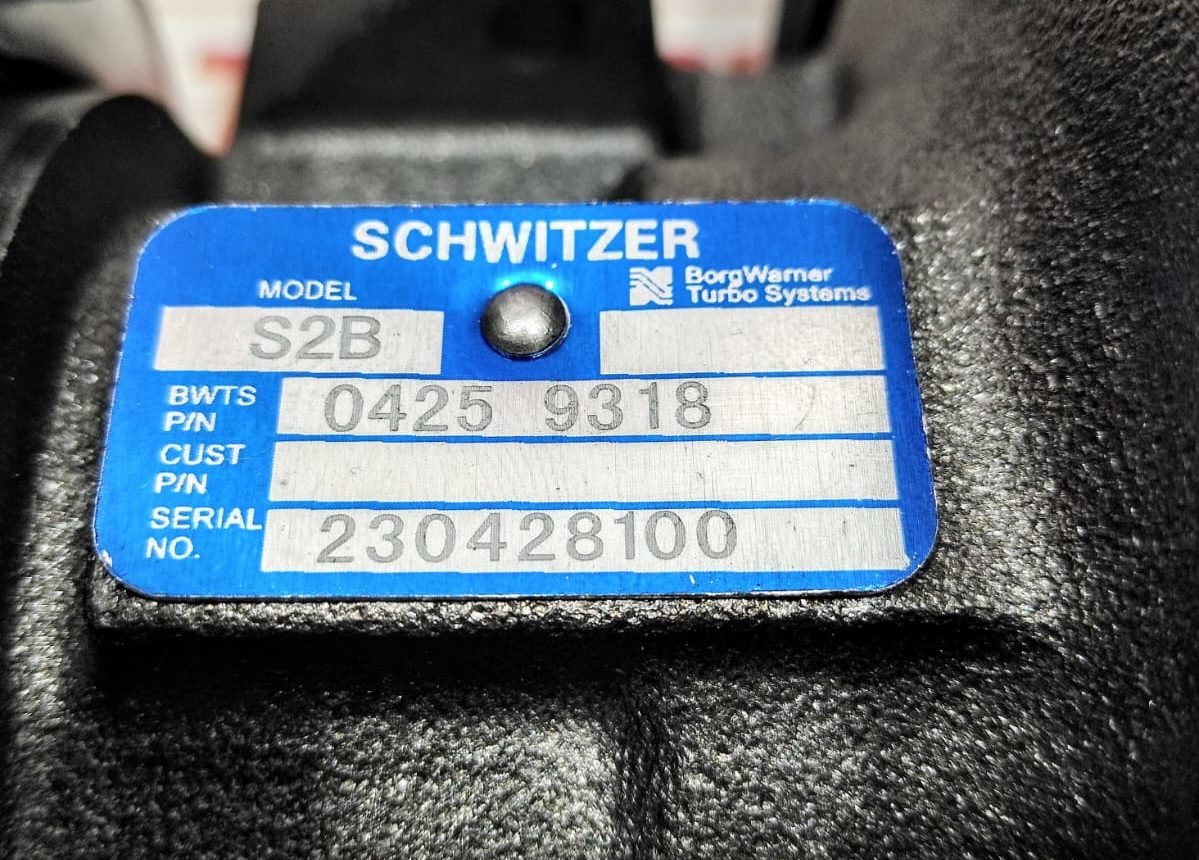 SCHWITZER
BorgWarner
Turbo Systems
MODEL
S2B
BWTS
P/N
0425 9318
CUST
P/N
SERIAL
NO.
230428100